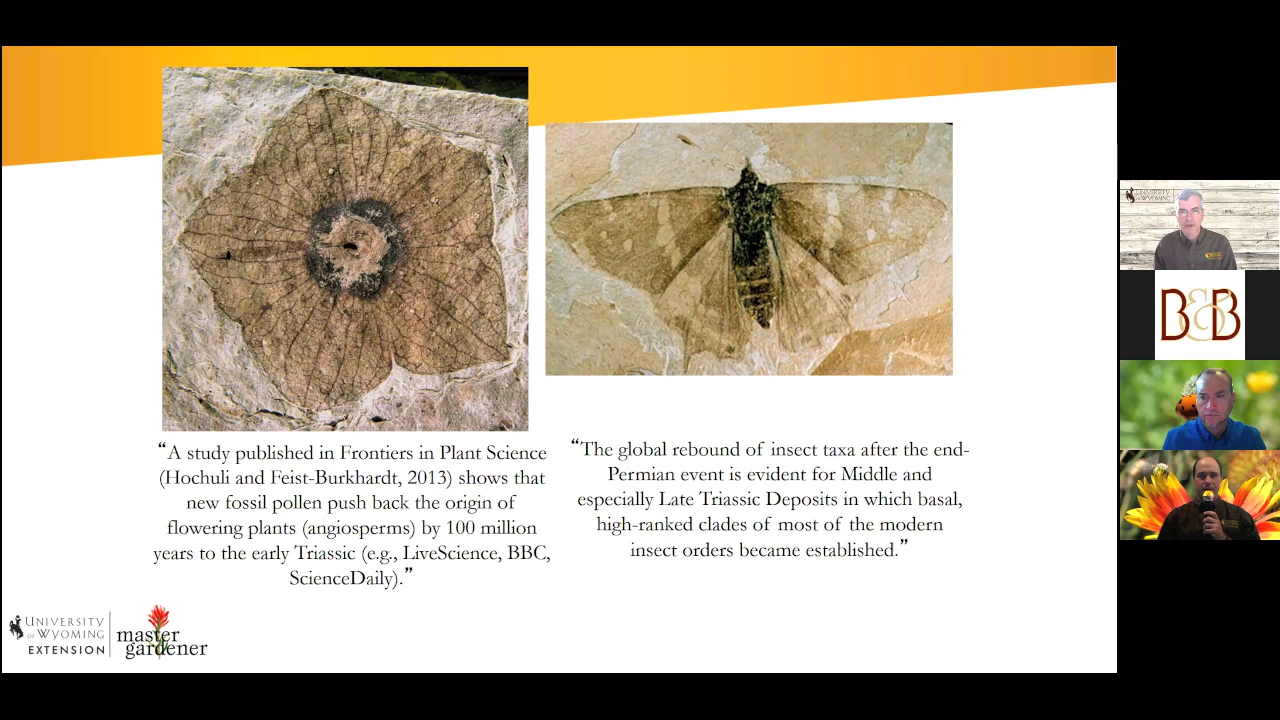 “A study published in Frontiers in Plant Science
(Hochuli and Feist-Burkhardt, 2013) shows that
new fossil pollen push back the origin of
flowering plants (angiosperms) by 100 million
years to the early Triassic (e.g., LiveScience, BBC,
ScienceDaily).”
“The global rebound of insect taxa after the end-
Permian event is evident for Middle and
especially Late Triassic Deposits in which basal,
high-ranked clades of most of the modern
insect orders became established.”
UNIVERSITY
OF WYOMING
EXTENSION
master
gardener
UNIVERSITY
OF WYOMING
B&B